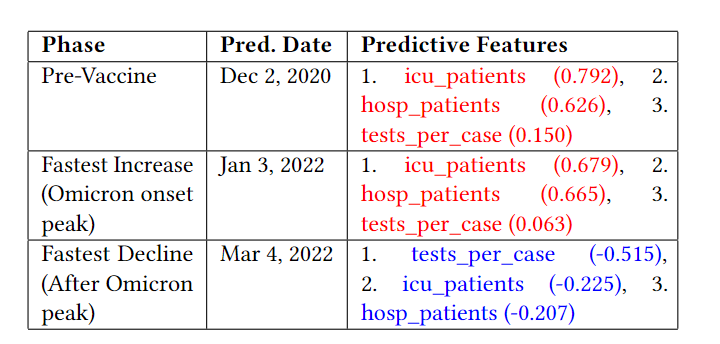 Phase Pred. Date Predictive Features
Pre-Vaccine Dec 2, 2020 1. icu_patients (0.792), 2.
hosp_patients (0.626), 3.
tests_per_case (0.150)
Fastest Increase Jan 3, 2022 1. icu_patients (0.679), 2.
(Omicron onset hosp_patients (0.665), 3.
peak) tests_per_case (0.063)
Fastest Decline Mar 4, 2022 1. tests_per_case (-0.515),
(After Omicron 2. icu_patients (-0.225), 3.
peak) hosp_patients (-0.207)